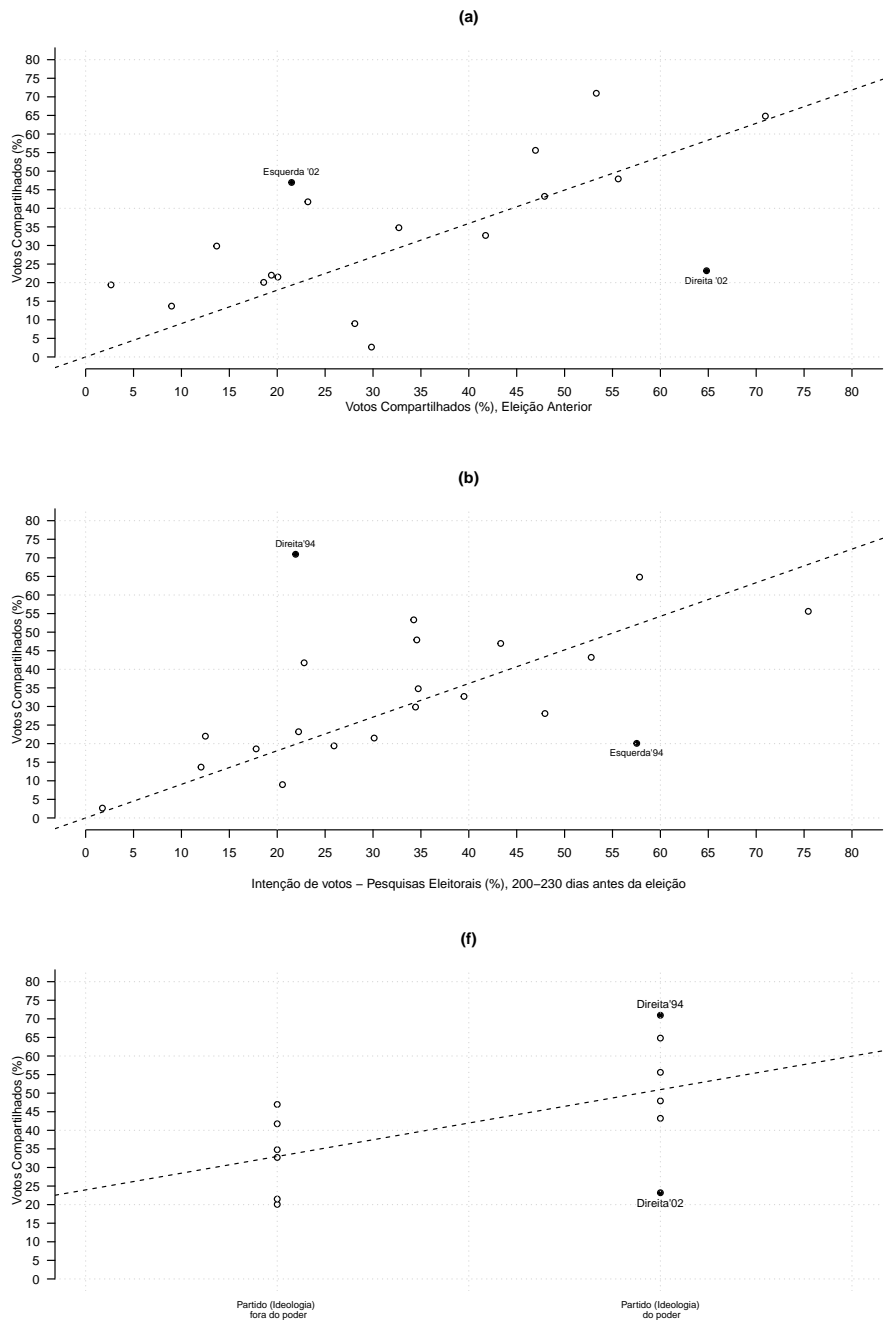 (a)
80
75
70
65
60
55
50
45
40
35
30
25
20
15
10
5
0
Votos Compartilhados (%)
Esquerda '02
Direita '02
0 5 10 15 20 25 30 35 40 45 50 55 60 65 70 75 80
Votos Compartilhados (%), Eleição Anterior
(b)
80
75
70
65
60
55
50
45
40
35
30
25
20
15
10
5
0
Votos Compartilhados (%)
Direita'94
Esquerda'94
0 5 10 15 20 25 30 35 40 45 50 55 60 65 70 75 80
Intenção de votos − Pesquisas Eleitorais (%), 200−230 dias antes da eleição
(f)
80
75
70
65
60
55
50
45
40
35
30
25
20
15
10
5
0
Votos Compartilhados (%)
Direita'94
Direita'02
Partido (Ideologia)
fora do poder
Partido (Ideologia)
do poder